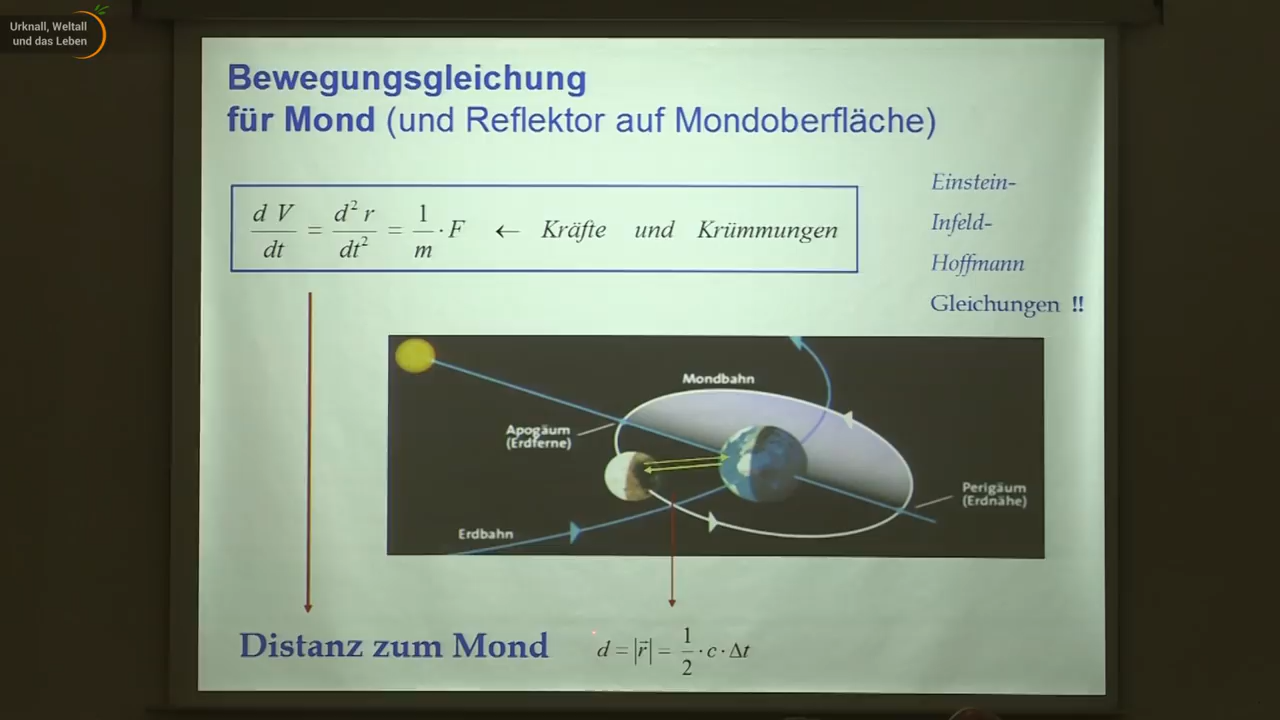 Urknall, Weltall
und das Leben
Bewegungsgleichung
für Mond (und Reflektor auf Mondoberfläche)
d V / dt = d² r / dt² = 1/m · F ← Kräfte und Krümmungen
Einstein-
Infeld-
Hoffmann
Gleichungen !!
Mondbahn
Apogäum
(Erdferne)
Perigäum
(Erdnähe)
Erdbahn
Distanz zum Mond d = |r⃗| = 1/2 · c · Δt